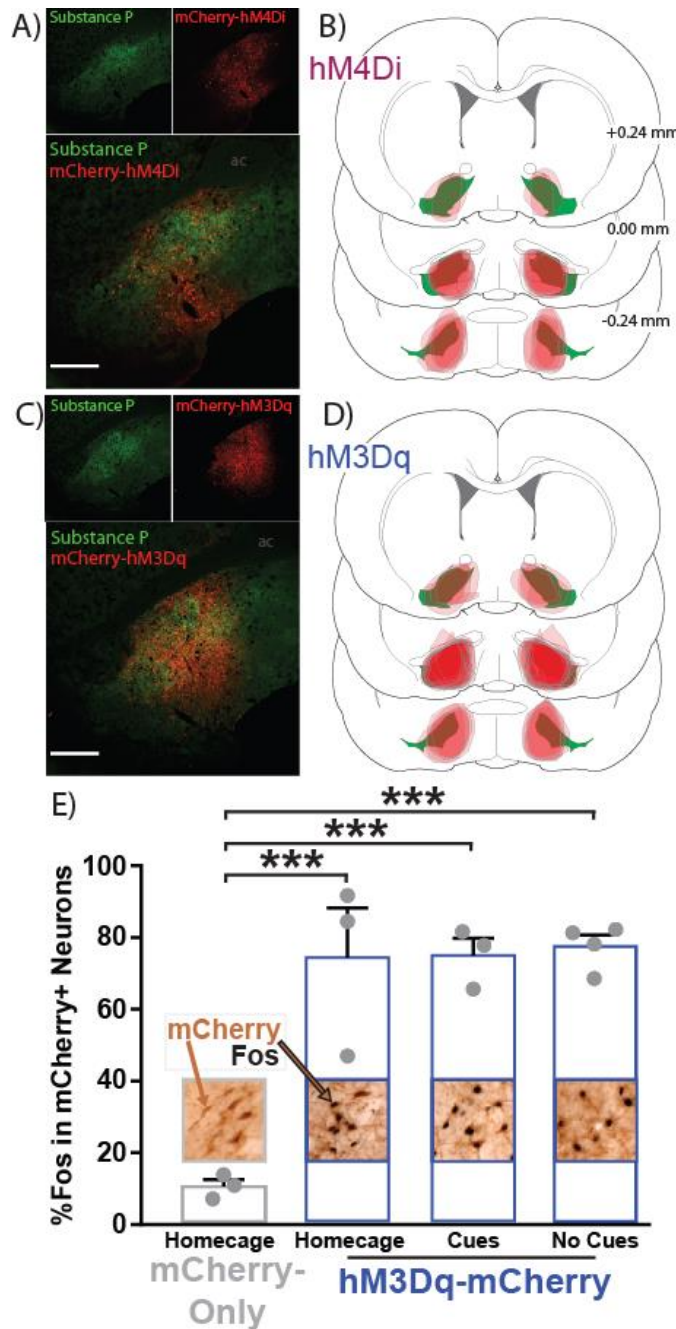 A)
Substance P
mCherry-hM4Di
Substance P
mCherry-hM4Di
ac
B)
hM4Di
+0.24 mm
0.00 mm
-0.24 mm
C)
Substance P
mCherry-hM3Dq
Substance P
mCherry-hM3Dq
ac
D)
hM3Dq
E)
***
***
***
%Fos in mCherry+ Neurons
100
80
60
40
20
0
mCherry
Fos
Homecage
Homecage
Cues
No Cues
mCherry-
Only
hM3Dq-mCherry